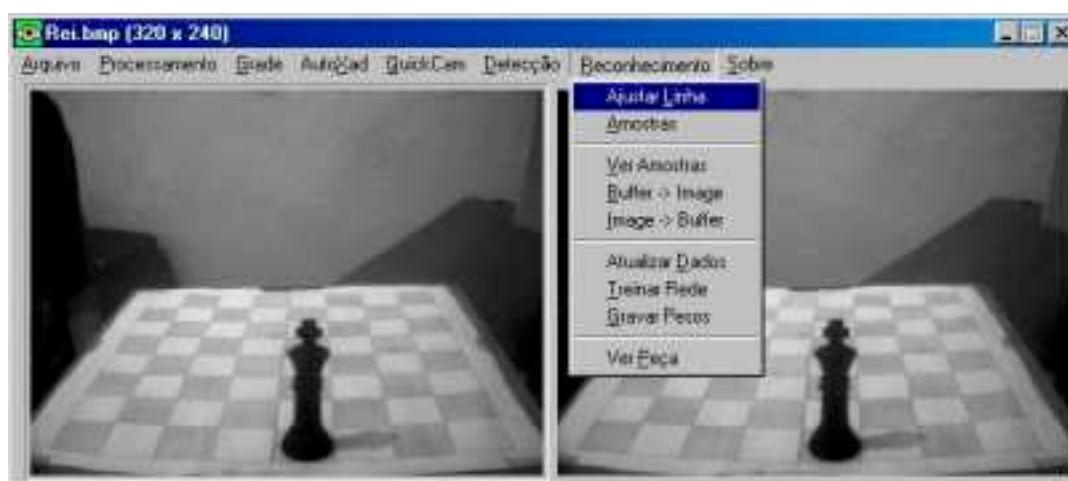 Rei.bmp (320 x 240)
Arquivo Processamento Grade AutoXad QuickCam Detecção Reconhecimento Sobre
Ajustar Linha
Amostras
Ver Amostras
Buffer -> Image
Image -> Buffer
Atualizar Dados
Treinar Rede
Gravar Pesos
Ver Peça